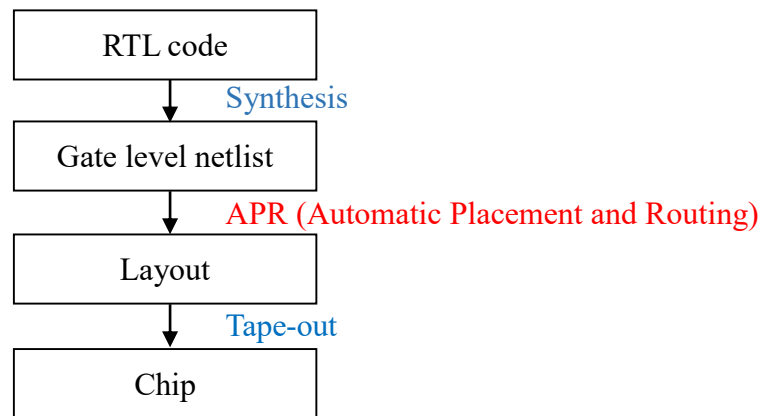 RTL code
Synthesis
Gate level netlist
APR (Automatic Placement and Routing)
Layout
Tape-out
Chip